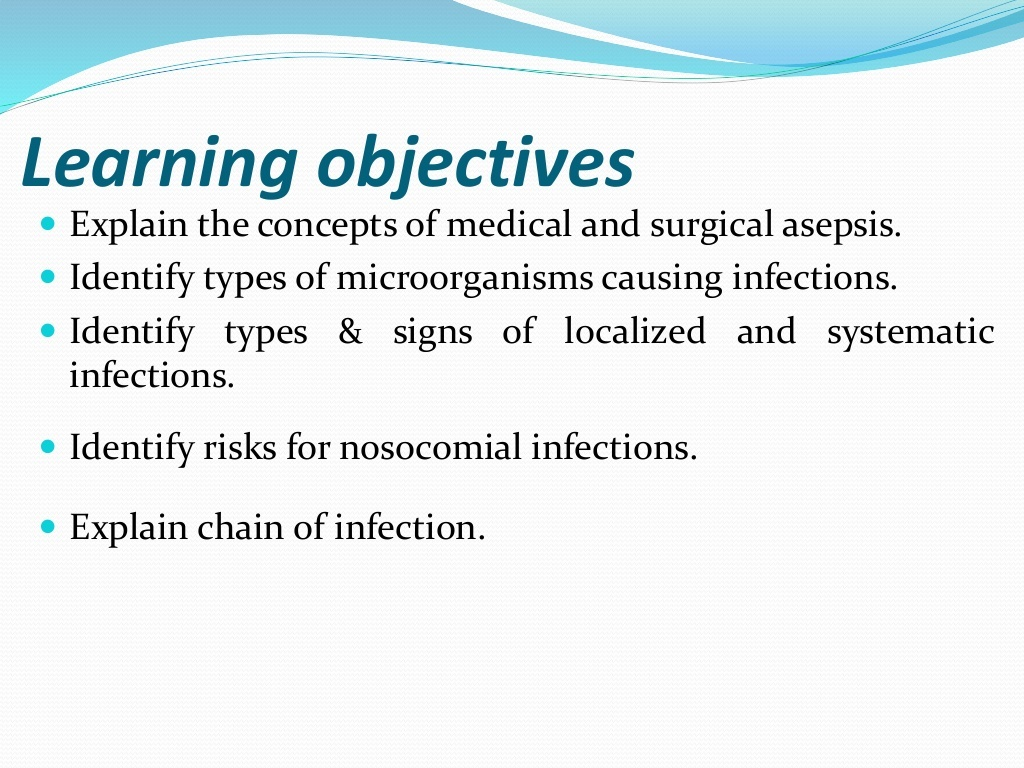 Learning objectives
• Explain the concepts of medical and surgical asepsis.
• Identify types of microorganisms causing infections.
• Identify types & signs of localized and systematic
infections.
• Identify risks for nosocomial infections.
• Explain chain of infection.